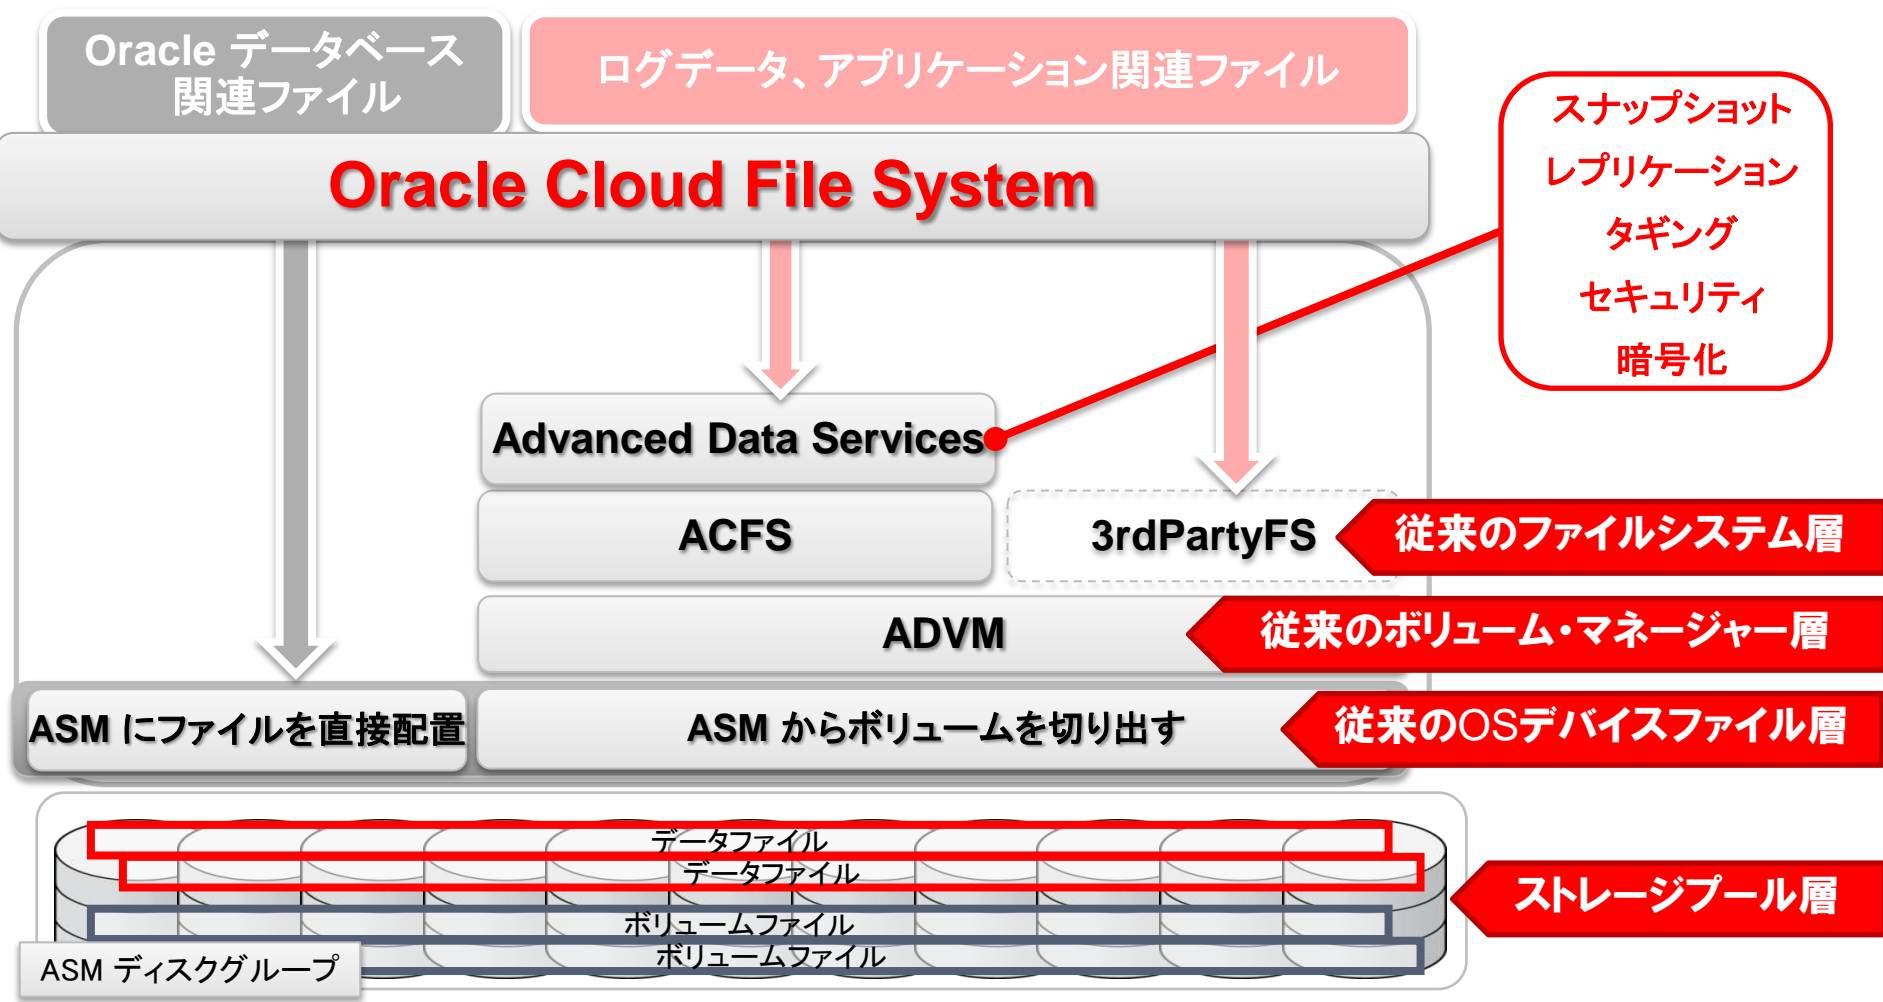 Oracle データベース
関連ファイル
ログデータ、アプリケーション関連ファイル
Oracle Cloud File System
スナップショット
レプリケーション
タギング
セキュリティ
暗号化
Advanced Data Services
ACFS
3rdPartyFS
従来のファイルシステム層
ADVM
従来のボリューム・マネージャー層
ASM にファイルを直接配置
ASM からボリュームを切り出す
従来のOSデバイスファイル層
データファイル
データファイル
ストレージプール層
ボリュームファイル
ボリュームファイル
ASM ディスクグループ